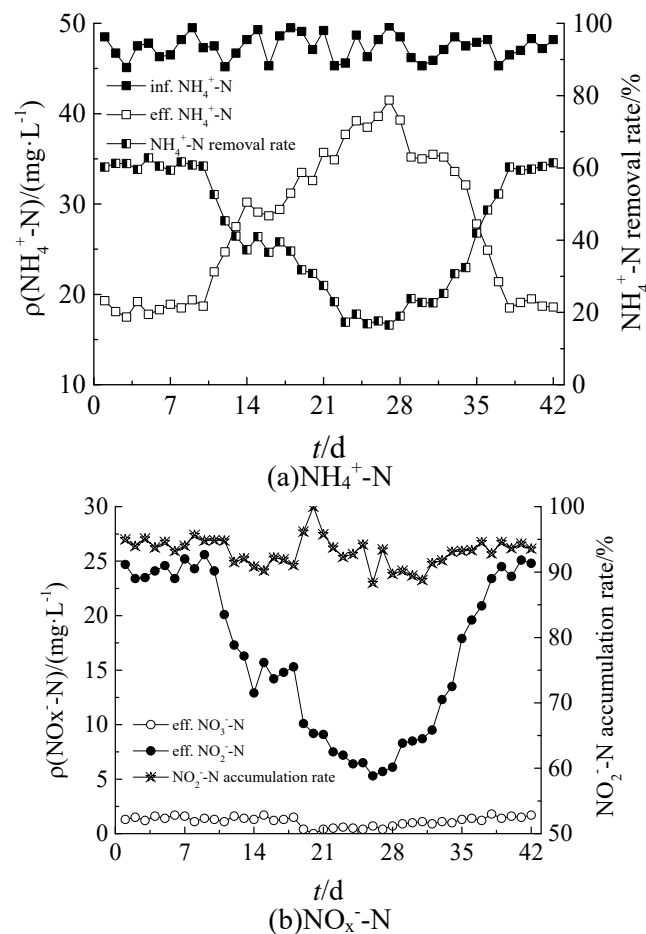 50
40
30
20
10
ρ(NH₄⁺-N)/(mg·L⁻¹)
inf. NH₄⁺-N
eff. NH₄⁺-N
NH₄⁺-N removal rate
100
80
60
40
20
0
NH₄⁺-N removal rate/%
0 7 14 21 28 35 42
t/d
(a)NH₄⁺-N
30
25
20
15
10
5
0
ρ(NOx⁻-N)/(mg·L⁻¹)
eff. NO₃⁻-N
eff. NO₂⁻-N
NO₂⁻-N accumulation rate
100
90
80
70
60
50
NO₂⁻-N accumulation rate/%
0 7 14 21 28 35 42
t/d
(b)NOₓ⁻-N